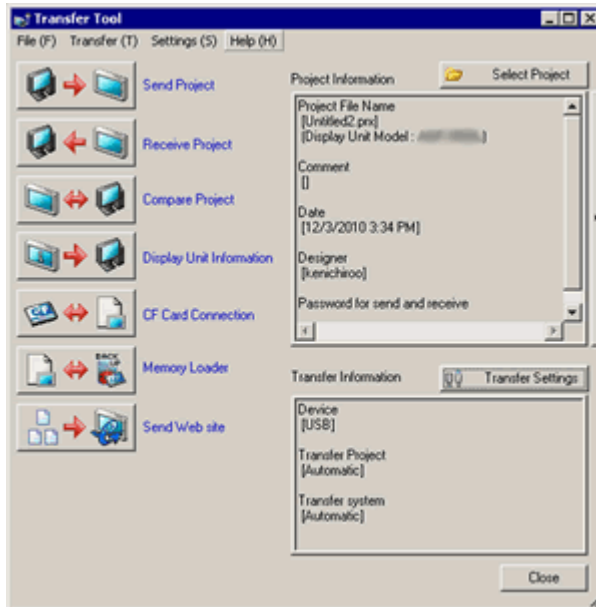 Transfer Tool
File (F) Transfer (T) Settings (S) Help (H)
Send Project
Receive Project
Compare Project
Display Unit Information
CF Card Connection
Memory Loader
BACK UP
Send Web site
Project Information
Select Project
Project File Name
[Untitled2.prx]
(Display Unit Model : )
Comment
[]
Date
[12/3/2010 3:34 PM]
Designer
[kenichiroo]
Password for send and receive
Transfer Information
Transfer Settings
Device
[USB]
Transfer Project
[Automatic]
Transfer system
[Automatic]
Close